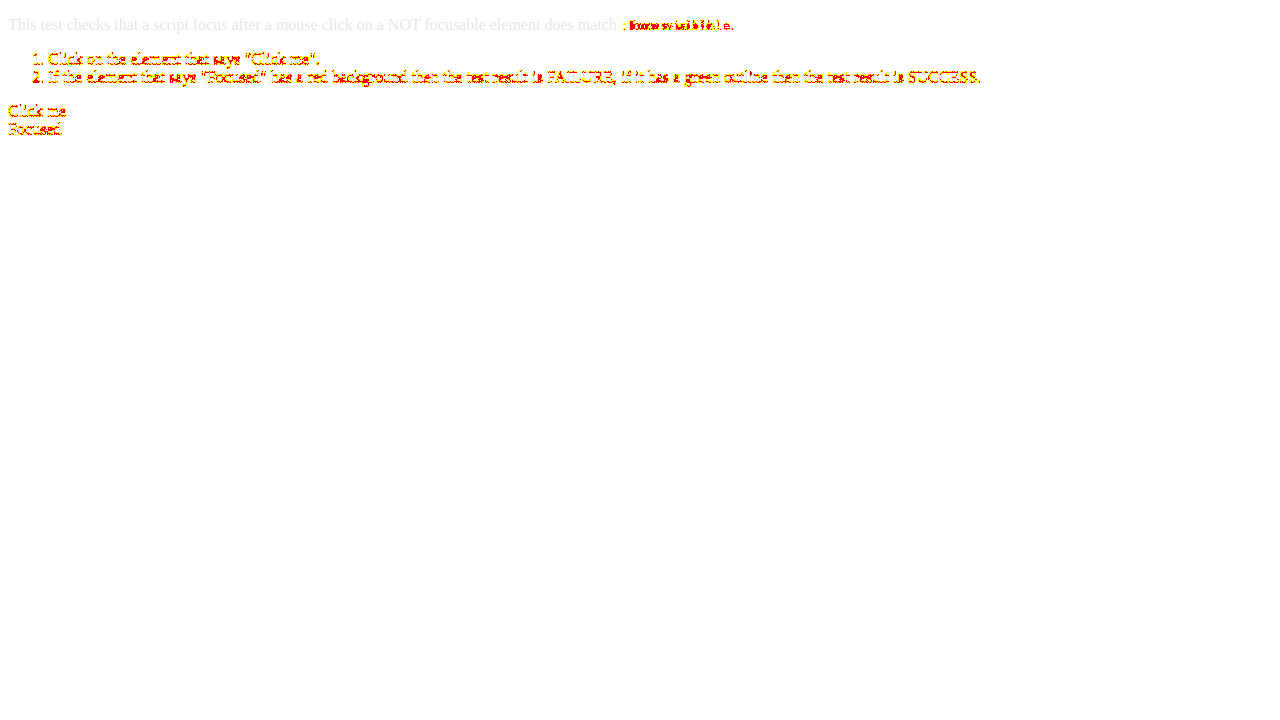 This test checks that a script focus after a mouse click on a NOT focusable element does match :focus-visible.
1. Click on the element that says "Click me".
2. If the element that says "Focused" has a red background then the test result is FAILURE, if it has a green outline then the test result is SUCCESS.
Click me
Focused